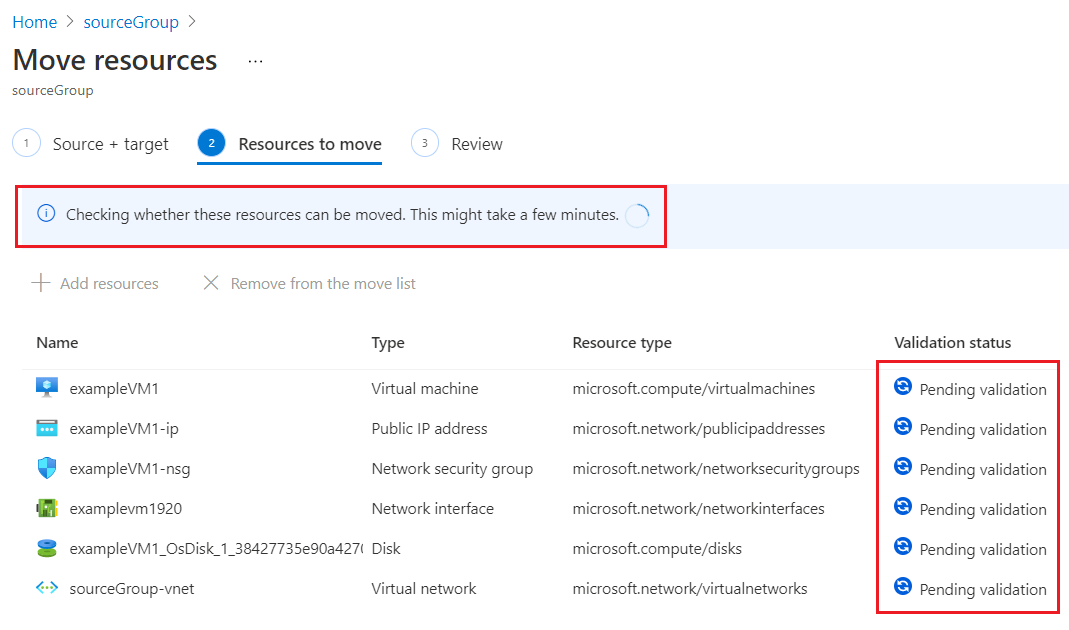 Home > sourceGroup >
Move resources ...
sourceGroup
1 Source + target 2 Resources to move 3 Review
Checking whether these resources can be moved. This might take a few minutes.
Add resources Remove from the move list
Name Type Resource type Validation status
exampleVM1 Virtual machine microsoft.compute/virtualmachines Pending validation
exampleVM1-ip Public IP address microsoft.network/publicipaddresses Pending validation
exampleVM1-nsg Network security group microsoft.network/networksecuritygroups Pending validation
examplevm1920 Network interface microsoft.network/networkinterfaces Pending validation
exampleVM1_OsDisk_1_38427735e90a427 Disk microsoft.compute/disks Pending validation
sourceGroup-vnet Virtual network microsoft.network/virtualnetworks Pending validation